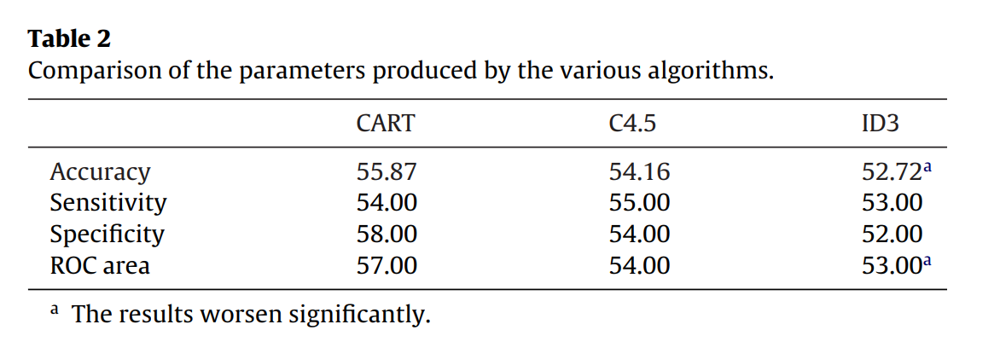 Table 2
Comparison of the parameters produced by the various algorithms.
CART C4.5 ID3
Accuracy 55.87 54.16 52.72a
Sensitivity 54.00 55.00 53.00
Specificity 58.00 54.00 52.00
ROC area 57.00 54.00 53.00a
a The results worsen significantly.